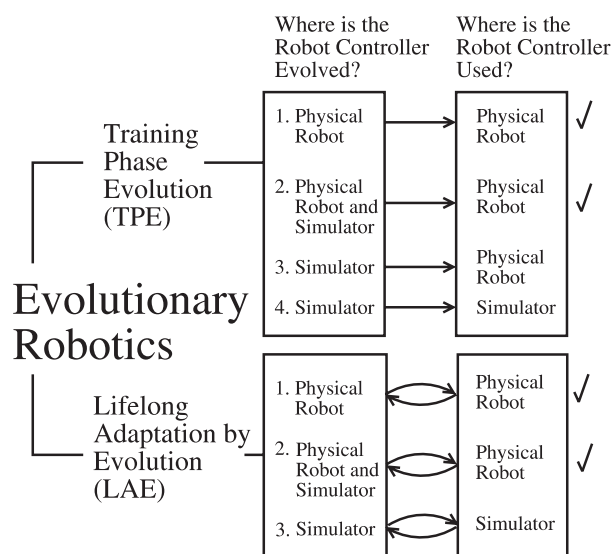 Where is the
Robot Controller
Evolved?
Where is the
Robot Controller
Used?
Training
Phase
Evolution
(TPE)
1. Physical
Robot
Physical
Robot
✓
2. Physical
Robot and
Simulator
Physical
Robot
✓
3. Simulator
Physical
Robot
4. Simulator
Simulator
Evolutionary
Robotics
Lifelong
Adaptation by
Evolution
(LAE)
1. Physical
Robot
Physical
Robot
✓
2. Physical
Robot and
Simulator
Physical
Robot
✓
3. Simulator
Simulator